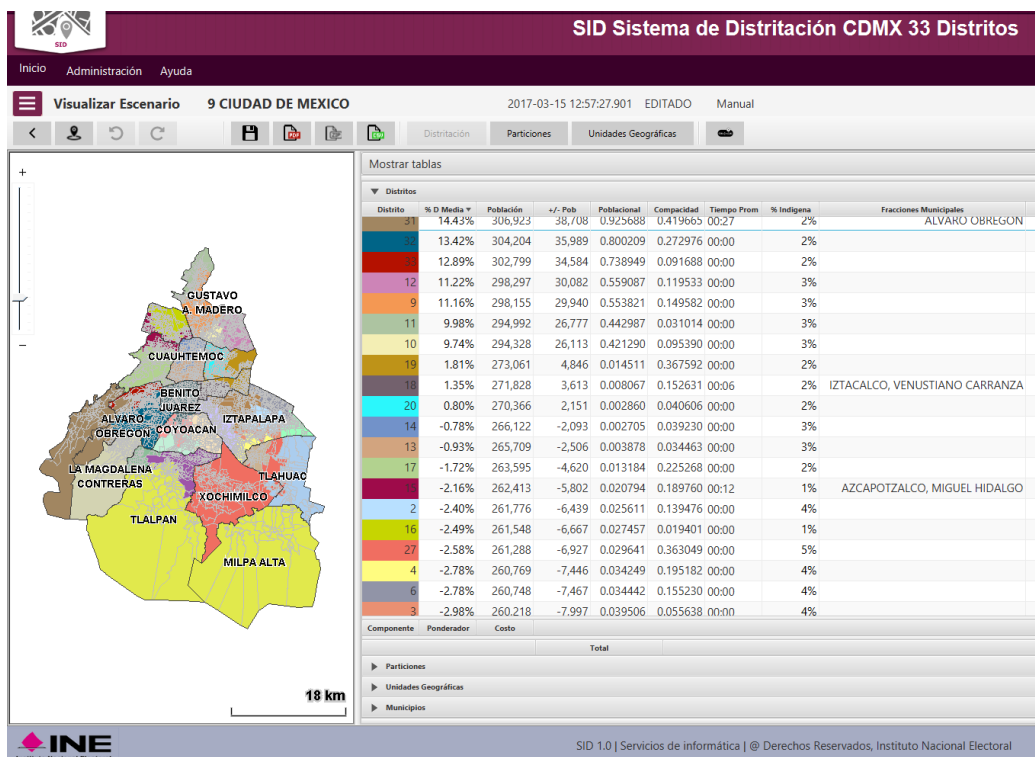 SID
SID Sistema de Distritación CDMX 33 Distritos
Inicio Administración Ayuda
Visualizar Escenario 9 CIUDAD DE MEXICO 2017-03-15 12:57:27.901 EDITADO Manual
PDF Distritación Particiones Unidades Geográficas
Mostrar tablas
Distritos
Distrito % D Media Población +/- Pob Poblacional Compacidad Tiempo Prom % Indigena Fracciones Municipales
31 14.43% 306,923 38,708 0.925688 0.419665 00:27 2% ALVARO OBREGON
32 13.42% 304,204 35,989 0.800209 0.272976 00:00 2%
33 12.89% 302,799 34,584 0.738949 0.091688 00:00 2%
12 11.22% 298,297 30,082 0.559087 0.119533 00:00 3%
9 11.16% 298,155 29,940 0.553821 0.149582 00:00 3%
11 9.98% 294,992 26,777 0.442987 0.031014 00:00 3%
10 9.74% 294,328 26,113 0.421290 0.095390 00:00 3%
19 1.81% 273,061 4,846 0.014511 0.367592 00:00 2%
18 1.35% 271,828 3,613 0.008067 0.152631 00:06 2% IZTACALCO, VENUSTIANO CARRANZA
20 0.80% 270,366 2,151 0.002860 0.040606 00:00 2%
14 -0.78% 266,122 -2,093 0.002705 0.039230 00:00 3%
13 -0.93% 265,709 -2,506 0.003878 0.034463 00:00 3%
17 -1.72% 263,595 -4,620 0.013184 0.225268 00:00 2%
-2.16% 262,413 -5,802 0.020794 0.189760 00:12 1% AZCAPOTZALCO, MIGUEL HIDALGO
2 -2.40% 261,776 -6,439 0.025611 0.139476 00:00 4%
16 -2.49% 261,548 -6,667 0.027457 0.019401 00:00 1%
27 -2.58% 261,288 -6,927 0.029641 0.363049 00:00 5%
4 -2.78% 260,769 -7,446 0.034249 0.195182 00:00 4%
6 -2.78% 260,748 -7,467 0.034442 0.155230 00:00 4%
3 -2.98% 260,218 -7,997 0.039506 0.055638 00:00 4%
Componente Ponderador Costo
Total
Particiones
Unidades Geográficas
Municipios
GUSTAVO
A. MADERO
CUAUHTEMOC
BENITO
JUAREZ
ALVARO
OBREGON
COYOACAN
IZTAPALAPA
LA MAGDALENA
CONTRERAS
TLAHUAC
XOCHIMILCO
TLALPAN
MILPA ALTA
18 km
INE
SID 1.0 | Servicios de informática | @ Derechos Reservados, Instituto Nacional Electoral